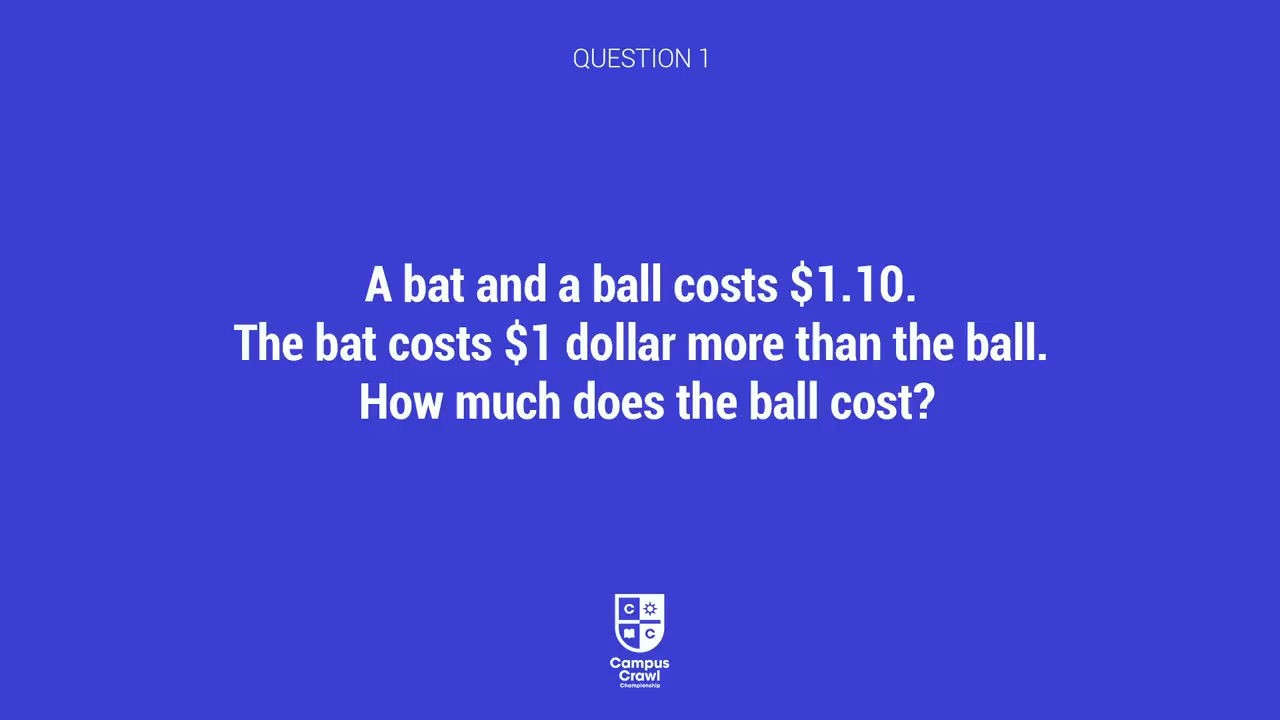 QUESTION 1
A bat and a ball costs $1.10.
The bat costs $1 dollar more than the ball.
How much does the ball cost?
C
C
Campus
Crawl
Championship